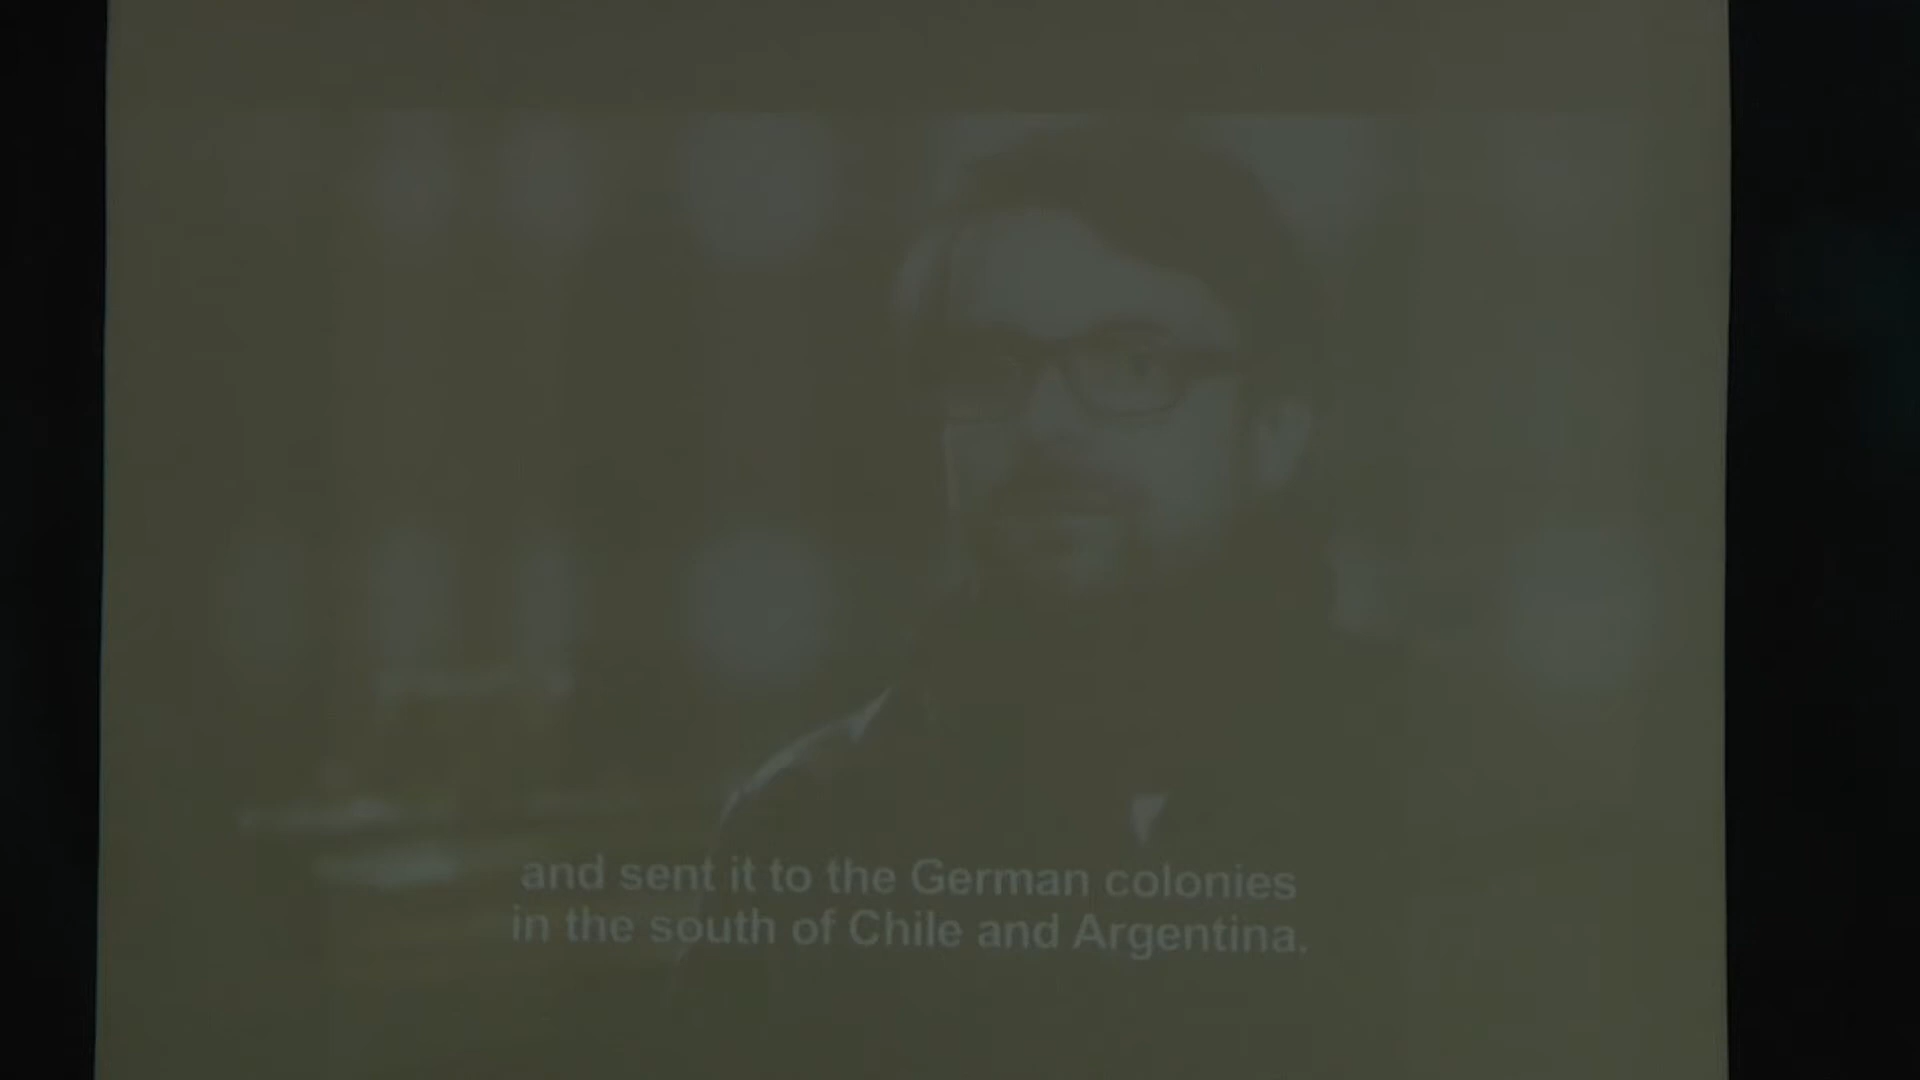 and sent it to the German colonies
in the south of Chile and Argentina.